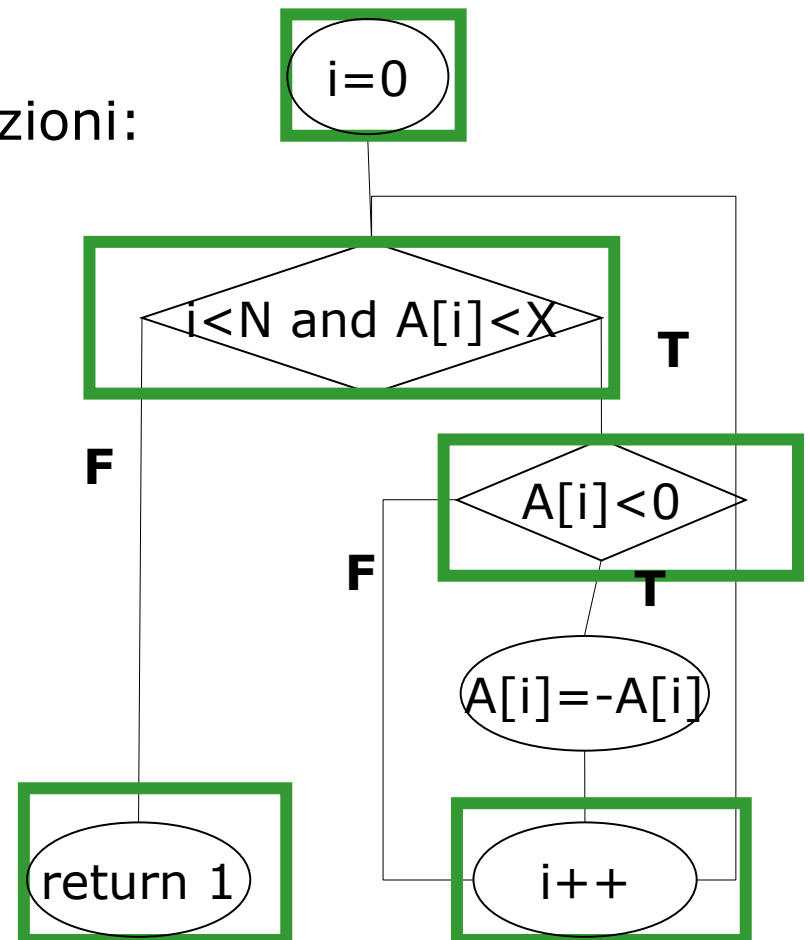 i=0
zioni:
i<N and A[i]<X
T
F
A[i]<0
F
T
A[i]=-A[i]
return 1
i++